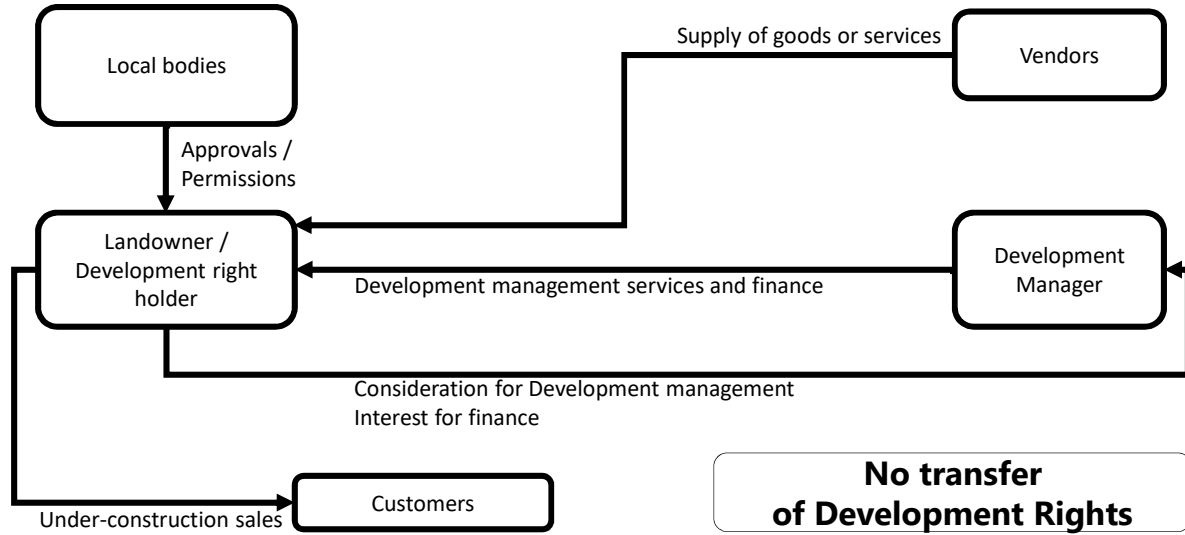 Supply of goods or services
Local bodies
Vendors
Approvals /
Permissions
Landowner /
Development right
holder
Development
Manager
Development management services and finance
Consideration for Development management
Interest for finance
No transfer
of Development Rights
Customers
Under-construction sales